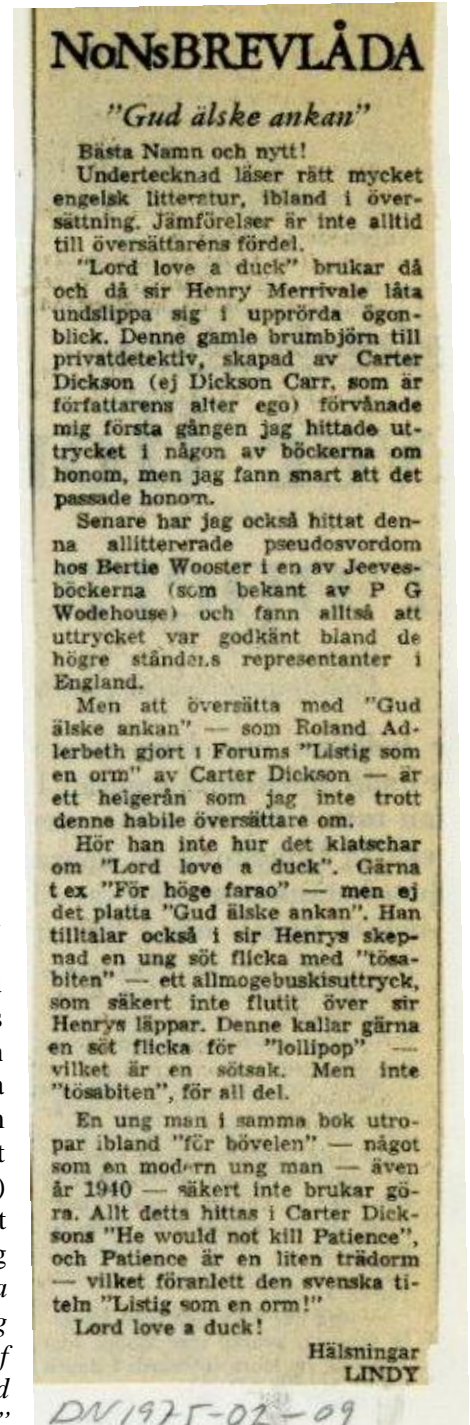 NoNsBREVLÅDA
"Gud älske ankan"
Bästa Namn och nytt!
Undertecknad läser rätt mycket
engelsk litteratur, ibland i över-
sättning. Jämförelser är inte alltid
till översättarens fördel.
"Lord love a duck" brukar då
och då sir Henry Merrivale låta
undslippa sig i upprörda ögon-
blick. Denne gamle brumbjörn till
privatdetektiv, skapad av Carter
Dickson (ej Dickson Carr, som är
författarens alter ego) förvånade
mig första gången jag hittade ut-
trycket i någon av böckerna om
honom, men jag fann snart att det
passade honom.
Senare har jag också hittat den-
na allittererade pseudosvordom
hos Bertie Wooster i en av Jeeves-
böckerna (som bekant av P G
Wodehouse) och fann alltså att
uttrycket var godkänt bland de
högre ståndens representanter i
England.
Men att översätta med "Gud
älske ankan" — som Roland Ad-
lerbeth gjort i Forums "Listig som
en orm" av Carter Dickson — är
ett helgerån som jag inte trott
denne habile översättare om.
Hör han inte hur det klatschar
om "Lord love a duck". Gärna
t ex "För höge farao" — men ej
det platta "Gud älske ankan". Han
tilltalar också i sir Henrys skep-
nad en ung söt flicka med "tösa-
biten" — ett allmogebuskisuttryck,
som säkert inte flutit över sir
Henrys läppar. Denne kallar gärna
en söt flicka för "lollipop" —
vilket är en sötsak. Men inte
"tösabiten", för all del.
En ung man i samma bok utro-
par ibland "för bövelen" — något
som en modern ung man — även
år 1940 — säkert inte brukar gö-
ra. Allt detta hittas i Carter Dick-
sons "He would not kill Patience",
och Patience är en liten trädorm
— vilket föranlett den svenska ti-
teln "Listig som en orm!"
Lord love a duck!
Hälsningar
LINDY
DN 1975-02-09